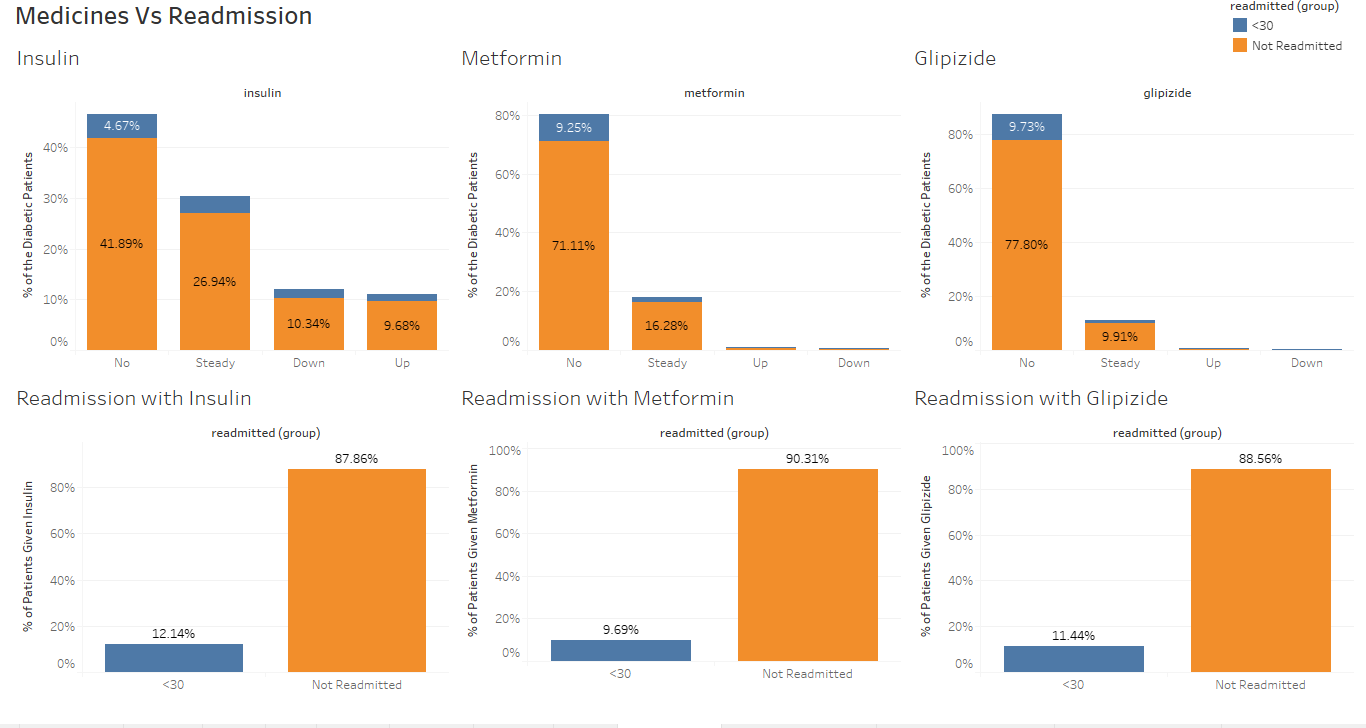 Medicines Vs Readmission
readmitted (group)
<30
Not Readmitted
Insulin
insulin
% of the Diabetic Patients
40%
30%
20%
10%
0%
4.67%
41.89%
26.94%
10.34%
9.68%
No
Steady
Down
Up
Metformin
metformin
% of the Diabetic Patients
80%
60%
40%
20%
0%
9.25%
71.11%
16.28%
No
Steady
Up
Down
Glipizide
glipizide
% of the Diabetic Patients
80%
60%
40%
20%
0%
9.73%
77.80%
9.91%
No
Steady
Up
Down
Readmission with Insulin
readmitted (group)
% of Patients Given Insulin
80%
60%
40%
20%
0%
12.14%
87.86%
<30
Not Readmitted
Readmission with Metformin
readmitted (group)
% of Patients Given Metformin
100%
80%
60%
40%
20%
0%
9.69%
90.31%
<30
Not Readmitted
Readmission with Glipizide
readmitted (group)
% of Patients Given Glipizide
100%
80%
60%
40%
20%
0%
11.44%
88.56%
<30
Not Readmitted